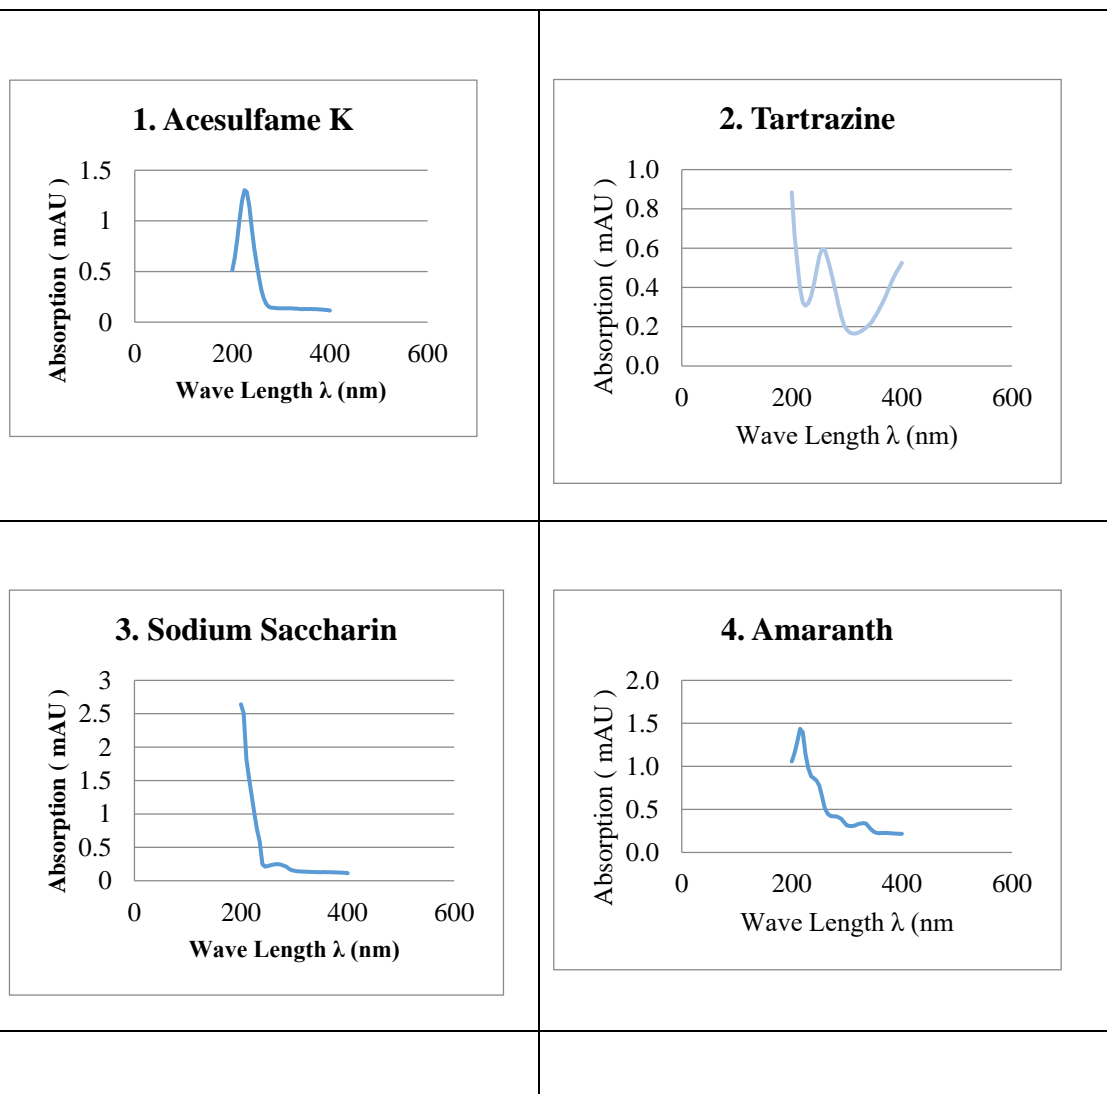 1. Acesulfame K
Absorption ( mAU )
1.5
1
0.5
0
0 200 400 600
Wave Length λ (nm)
2. Tartrazine
Absorption ( mAU )
1.0
0.8
0.6
0.4
0.2
0.0
0 200 400 600
Wave Length λ (nm)
3. Sodium Saccharin
Absorption ( mAU )
3
2.5
2
1.5
1
0.5
0
0 200 400 600
Wave Length λ (nm)
4. Amaranth
Absorption ( mAU )
2.0
1.5
1.0
0.5
0.0
0 200 400 600
Wave Length λ (nm